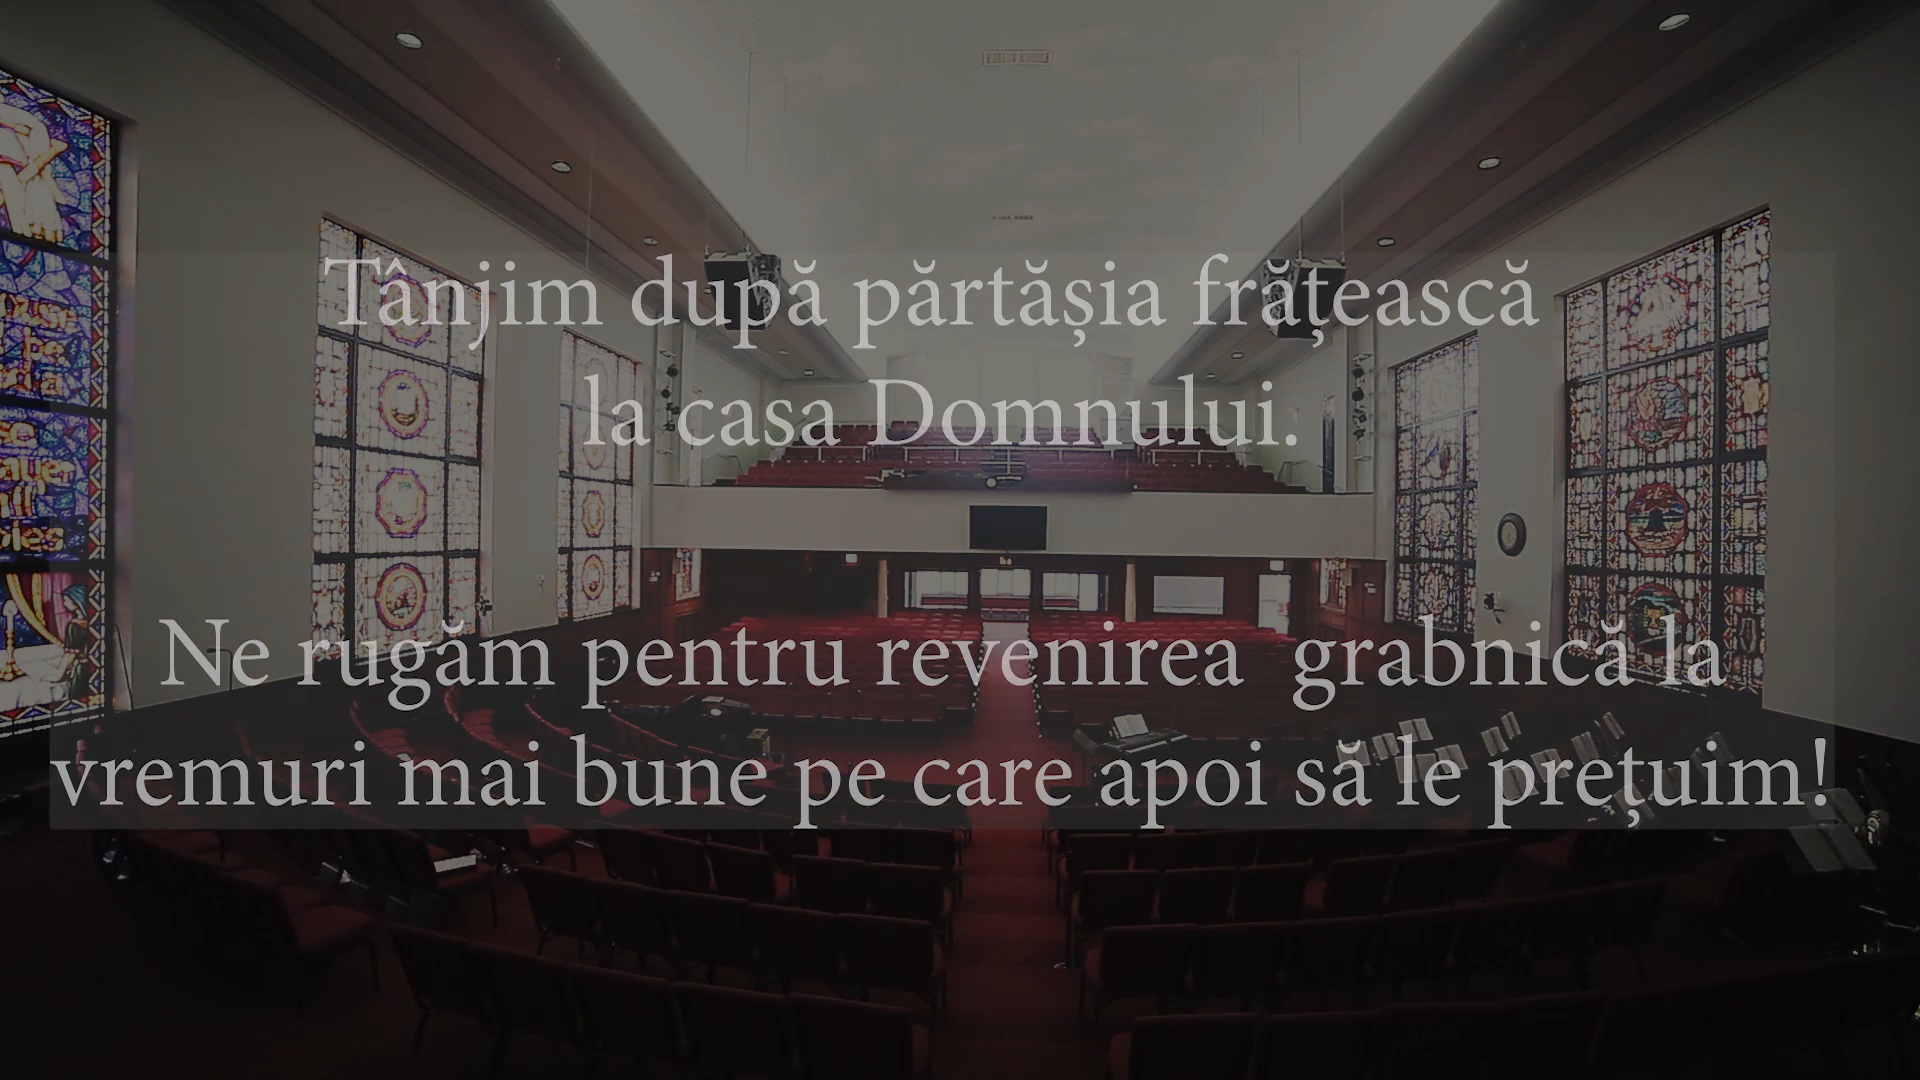 Tânjim după părtășia frățească
la casa Domnului.
Ne rugăm pentru revenirea grabnică la
vremuri mai bune pe care apoi să le prețuim!